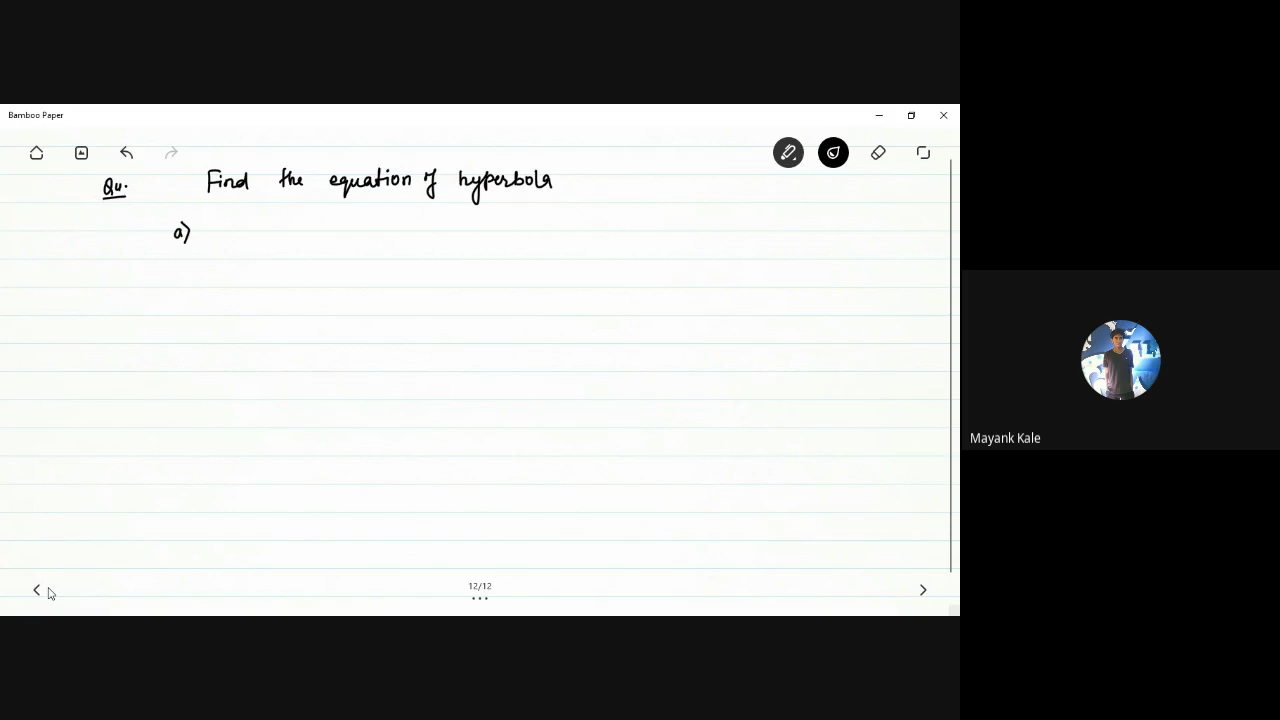 Bamboo Paper
Qu. Find the equation of hyperbola
a)
Mayank Kale
12/12